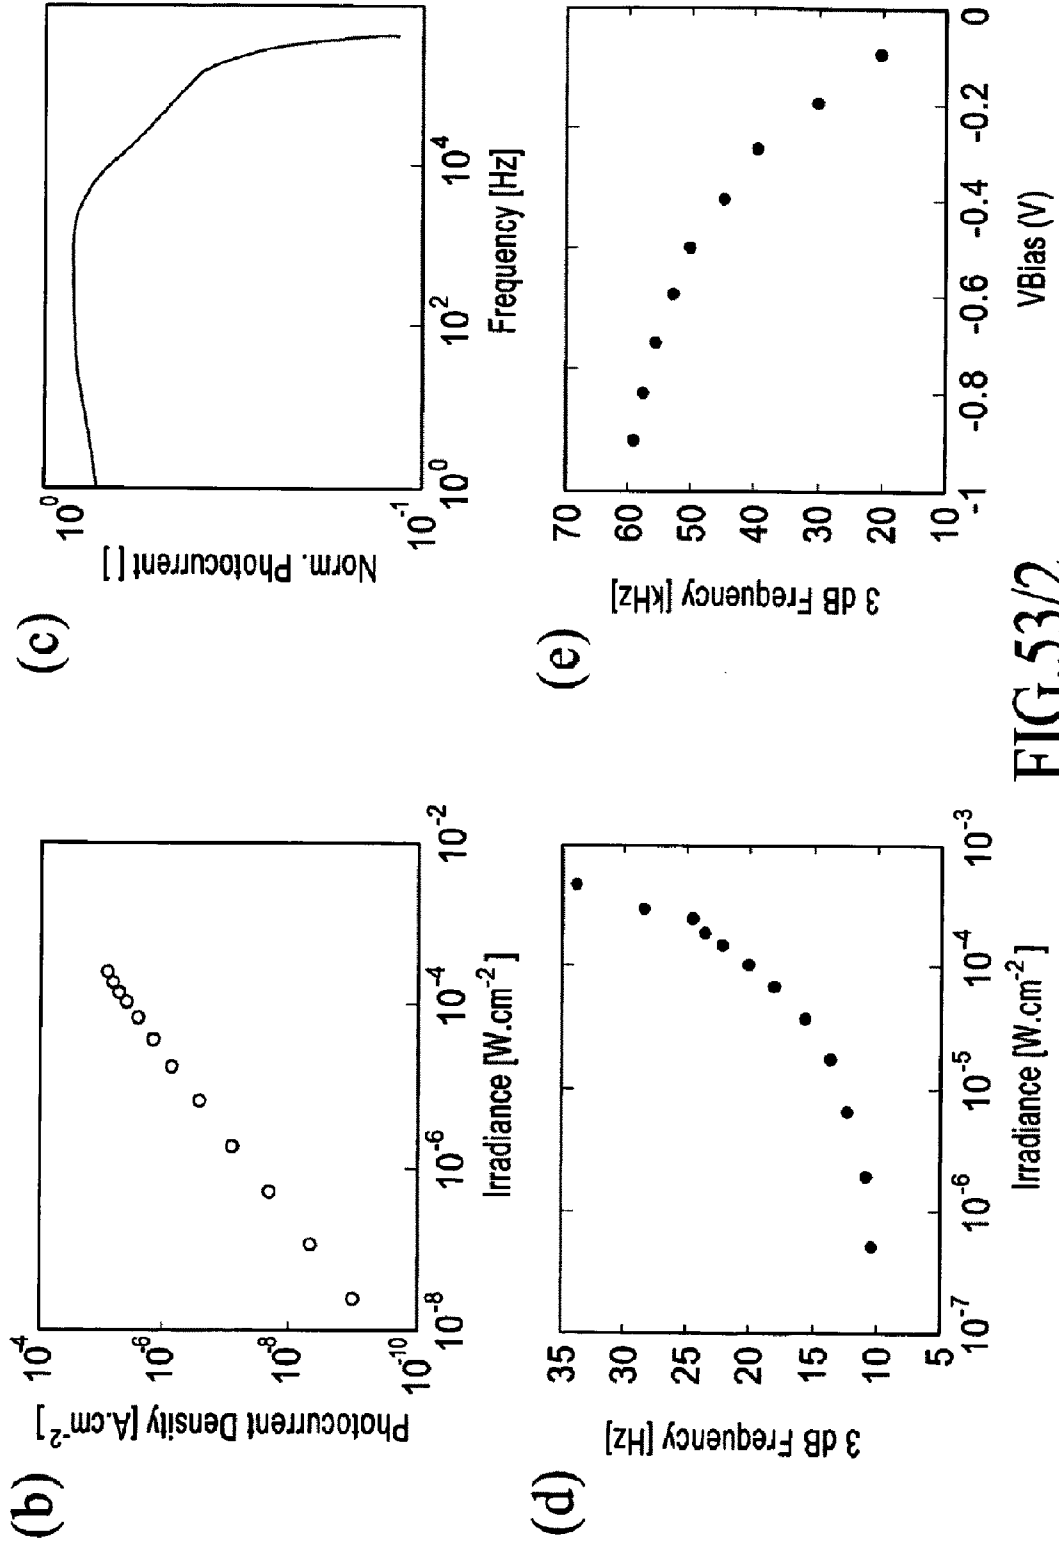 (b)
Photocurrent Density [A.cm-2]
10-4
10-6
10-8
10-10
10-8
10-6
10-4
10-2
Irradiance [W.cm-2]
(c)
Norm. Photocurrent [ ]
100
10-1
100
102
104
Frequency [Hz]
(d)
3 dB Frequency [Hz]
35
30
25
20
15
10
5
10-7
10-6
10-5
10-4
10-3
Irradiance [W.cm-2]
(e)
3 dB Frequency [kHz]
70
60
50
40
30
20
10
-1
-0.8
-0.6
-0.4
-0.2
0
VBias (V)
FIG.53/2